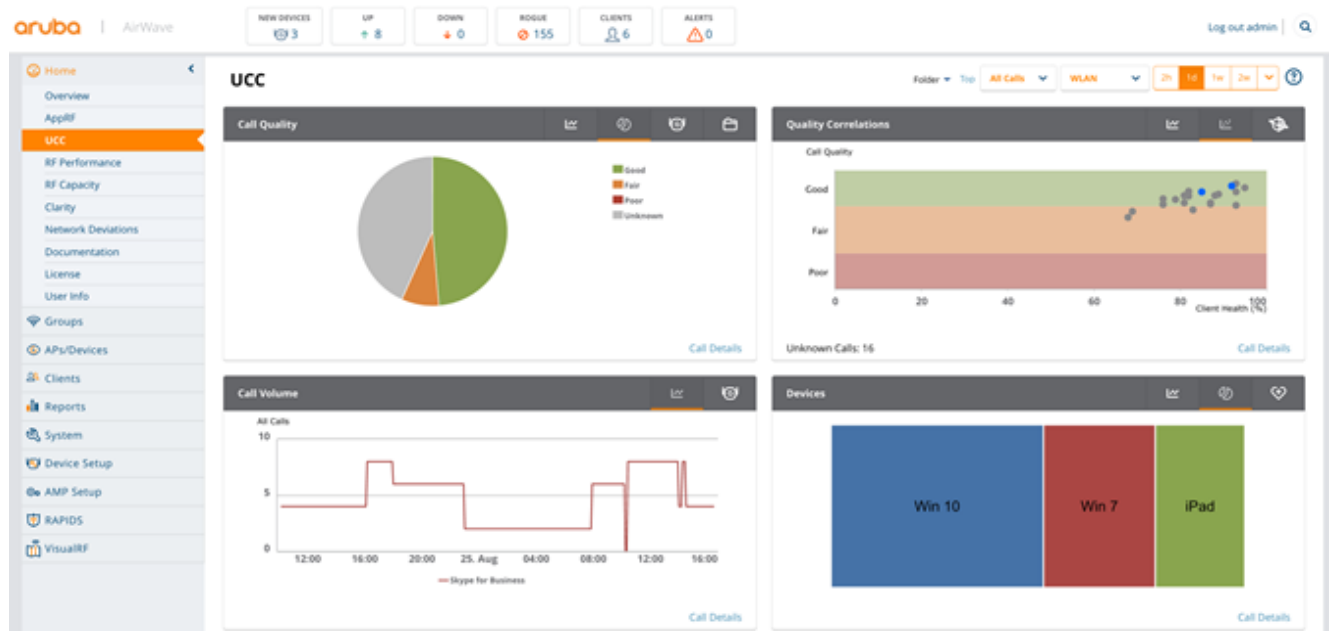 aruba | AirWave
NEW DEVICES
3
UP
8
DOWN
0
ROGUE
155
CLIENTS
6
ALERTS
0
Log out admin
Home
Overview
AppRF
UCC
RF Performance
RF Capacity
Clarity
Network Deviations
Documentation
License
User Info
Groups
APs/Devices
Clients
Reports
System
Device Setup
AMP Setup
RAPIDS
VisualRF
UCC
Folder Top All Calls WLAN 2h 1d 1w 2w
Call Quality
Good
Fair
Poor
Unknown
Call Details
Quality Correlations
Call Quality
Good
Fair
Poor
0 20 40 60 80 100
Client Health (%)
Unknown Calls: 16 Call Details
Call Volume
All Calls
10
5
0
12:00 16:00 20:00 25. Aug 04:00 08:00 12:00 16:00
Skype for Business
Call Details
Devices
Win 10 Win 7 iPad
Call Details